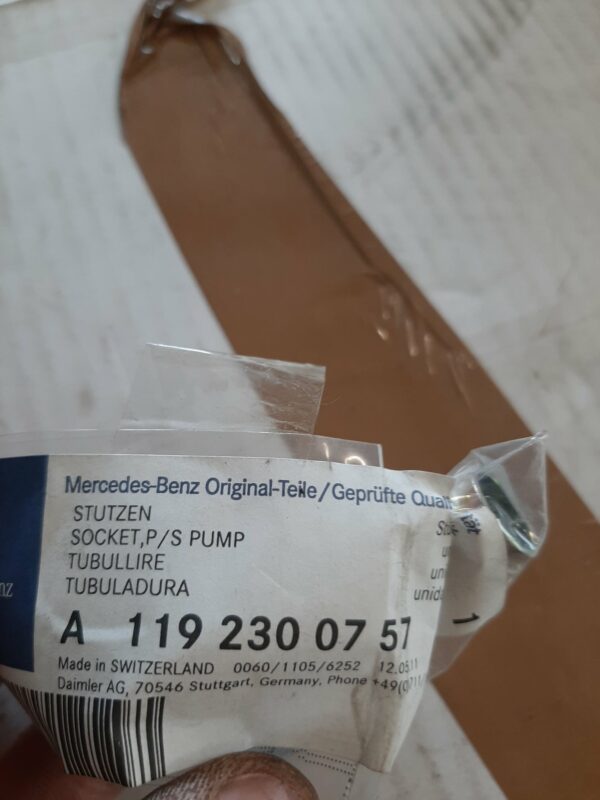 Mercedes-Benz Original-Teile/Geprüfte
STUTZEN
SOCKET,P/S PUMP
TUBULLIRE
TUBULADURA
A 119 230 07 57
1
Made in SWITZERLAND 0060/1105/6252
Daimler AG, 70546 Stuttgart, Germany, Phone